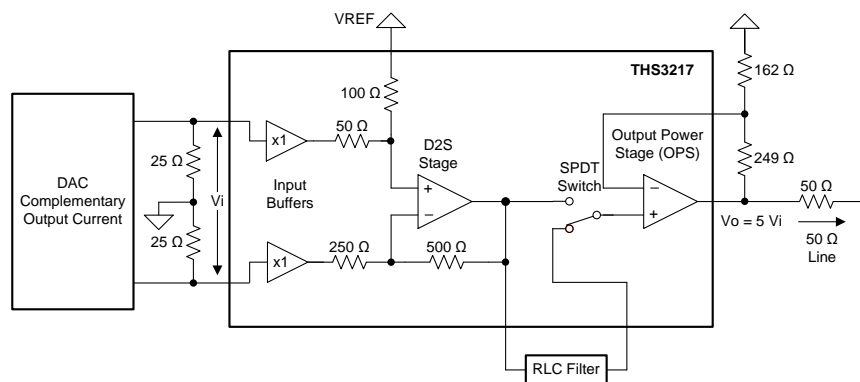 VREF
THS3217
162 Ω
100 Ω
D2S
Stage
Output Power
Stage (OPS)
50 Ω
x1
249 Ω
25 Ω
SPDT
Switch
50 Ω
DAC
Complementary
Output Current
Vi
Input
Buffers
+
−
−
+
Vo = 5 Vi
50 Ω
Line
25 Ω
250 Ω
500 Ω
x1
RLC Filter